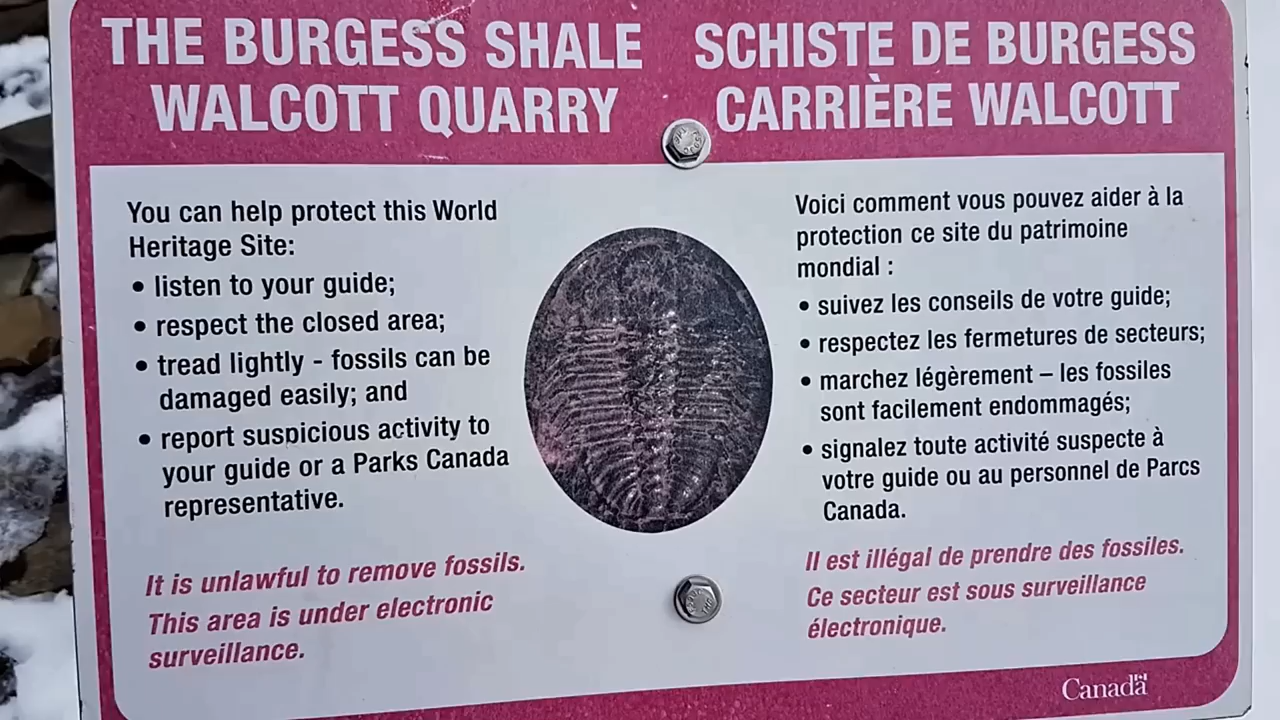 THE BURGESS SHALE
WALCOTT QUARRY
You can help protect this World
Heritage Site:
• listen to your guide;
• respect the closed area;
• tread lightly - fossils can be
damaged easily; and
• report suspicious activity to
your guide or a Parks Canada
representative.
It is unlawful to remove fossils.
This area is under electronic
surveillance.
SCHISTE DE BURGESS
CARRIÈRE WALCOTT
Voici comment vous pouvez aider à la
protection ce site du patrimoine
mondial :
• suivez les conseils de votre guide;
• respectez les fermetures de secteurs;
• marchez légèrement – les fossiles
sont facilement endommagés;
• signalez toute activité suspecte à
votre guide ou au personnel de Parcs
Canada.
Il est illégal de prendre des fossiles.
Ce secteur est sous surveillance
électronique.
Canada